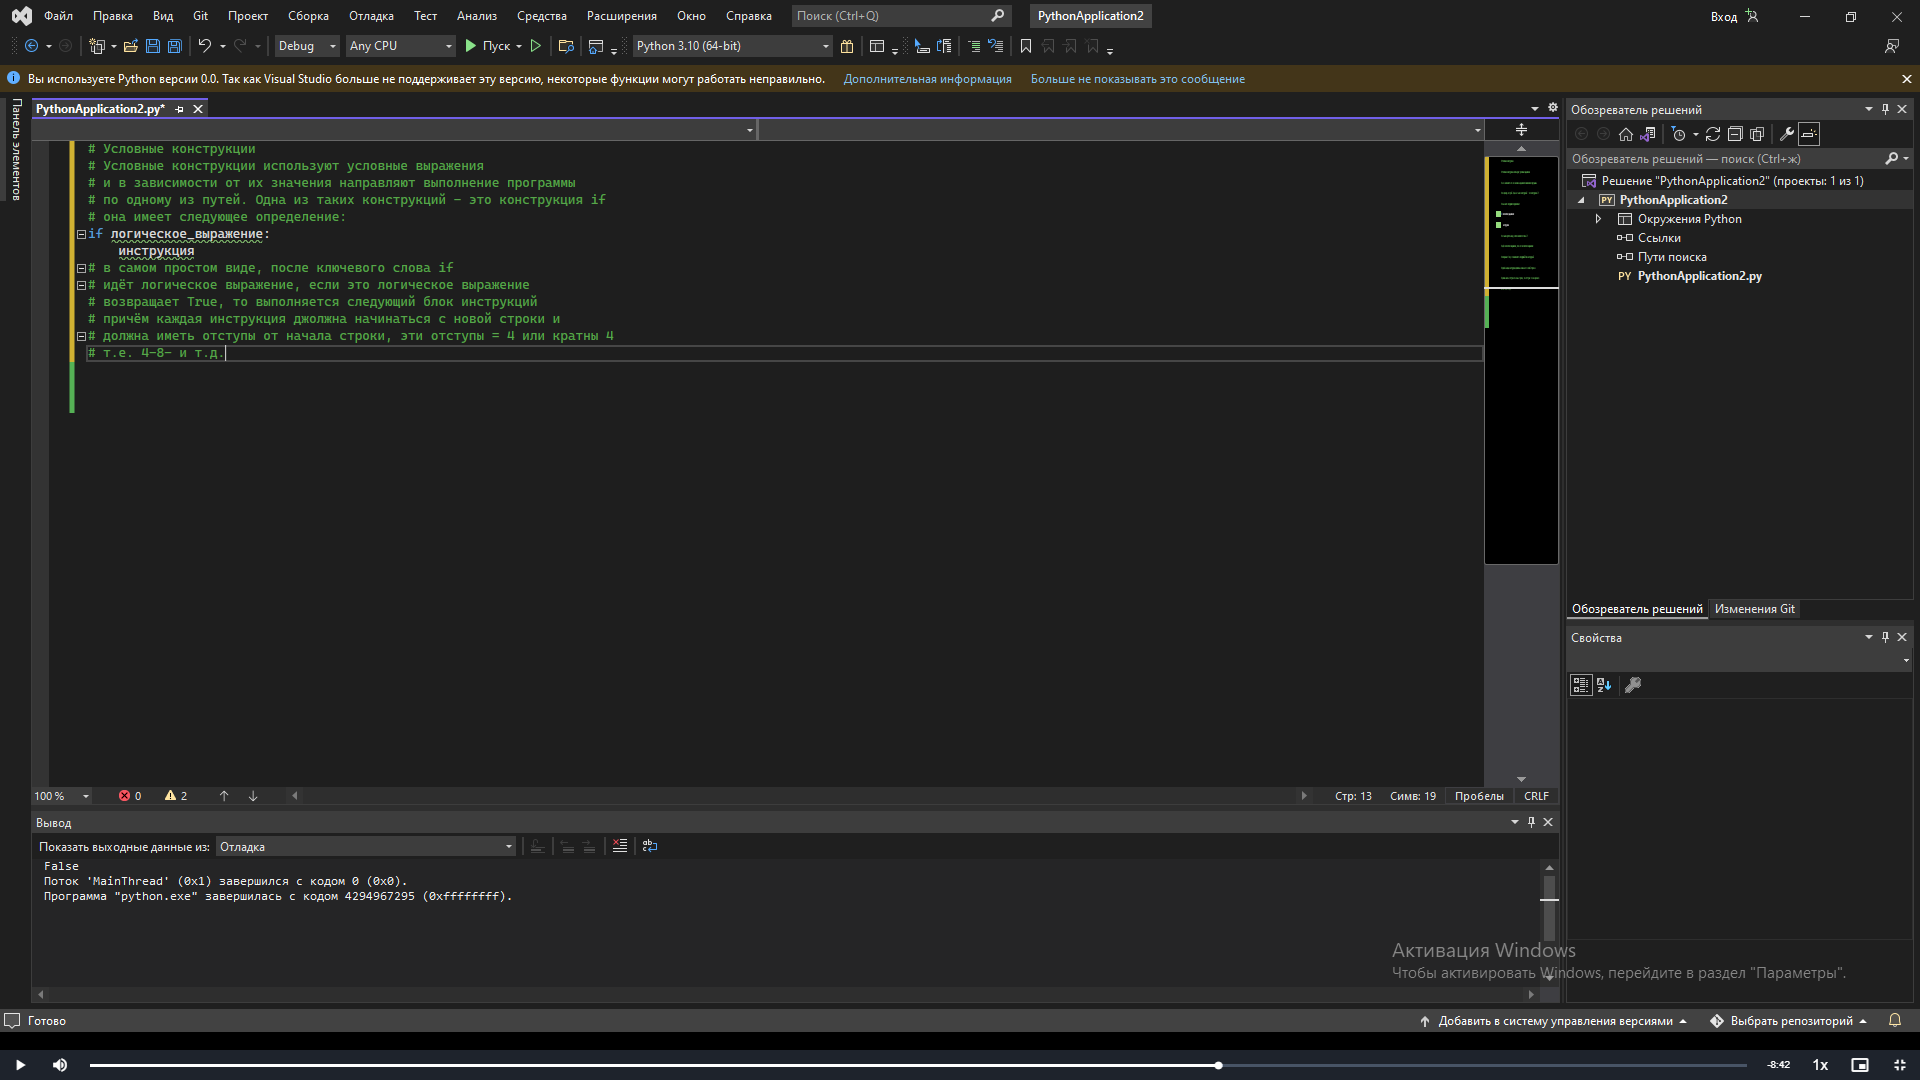 Файл Правка Вид Git Проект Сборка Отладка Тест Анализ Средства Расширения Окно Справка Поиск (Ctrl+Q) PythonApplication2 Вход
Debug Any CPU Пуск Python 3.10 (64-bit)
Вы используете Python версии 0.0. Так как Visual Studio больше не поддерживает эту версию, некоторые функции могут работать неправильно. Дополнительная информация Больше не показывать это сообщение
Панель элементов
PythonApplication2.py*
# Условные конструкции
# Условные конструкции используют условные выражения
# и в зависимости от их значения направляют выполнение программы
# по одному из путей. Одна из таких конструкций - это конструкция if
# она имеет следующее определение:
if логическое_выражение:
    инструкция
# в самом простом виде, после ключевого слова if
# идёт логическое выражение, если это логическое выражение
# возвращает True, то выполняется следующий блок инструкций
# причём каждая инструкция джолжна начинаться с новой строки и
# должна иметь отступы от начала строки, эти отступы = 4 или кратны 4
# т.е. 4-8- и т.д.
100 % 0 2 Стр: 13 Симв: 19 Пробелы CRLF
Вывод
Показать выходные данные из: Отладка
False
Поток 'MainThread' (0x1) завершился с кодом 0 (0x0).
Программа "python.exe" завершилась с кодом 4294967295 (0xffffffff).
Обозреватель решений
Обозреватель решений — поиск (Ctrl+ж)
Решение "PythonApplication2" (проекты: 1 из 1)
PY PythonApplication2
Окружения Python
Ссылки
Пути поиска
PY PythonApplication2.py
Обозреватель решений Изменения Git
Свойства
Активация Windows
Чтобы активировать Windows, перейдите в раздел "Параметры".
Готово Добавить в систему управления версиями Выбрать репозиторий
-8:42 1x